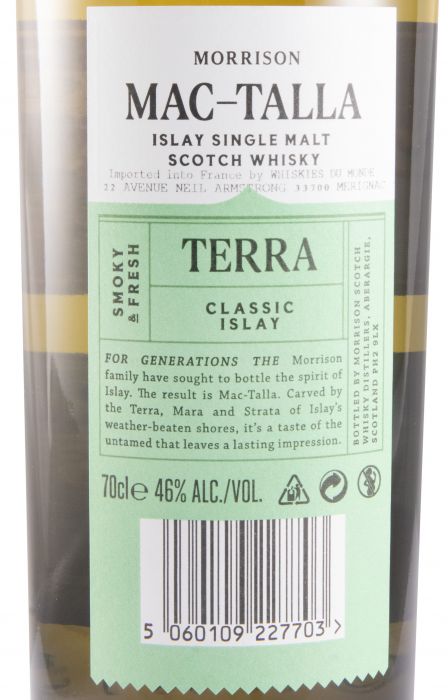 MORRISON
MAC-TALLA
ISLAY SINGLE MALT
SCOTCH WHISKY
Imported into France by WHISKIES DU MONDE
22 AVENUE NEIL ARMSTRONG 33700 MERIGNAC
SMOKY
& FRESH
TERRA
CLASSIC
ISLAY
BOTTLED BY MORRISON SCOTCH
WHISKY DISTILLERS, ABERARGIE,
SCOTLAND PH2 9LX
FOR GENERATIONS THE Morrison
family have sought to bottle the spirit of
Islay. The result is Mac-Talla. Carved by
the Terra, Mara and Strata of Islay's
weather-beaten shores, it's a taste of the
untamed that leaves a lasting impression.
70cl e 46% ALC./VOL.
5 060109 227703 >